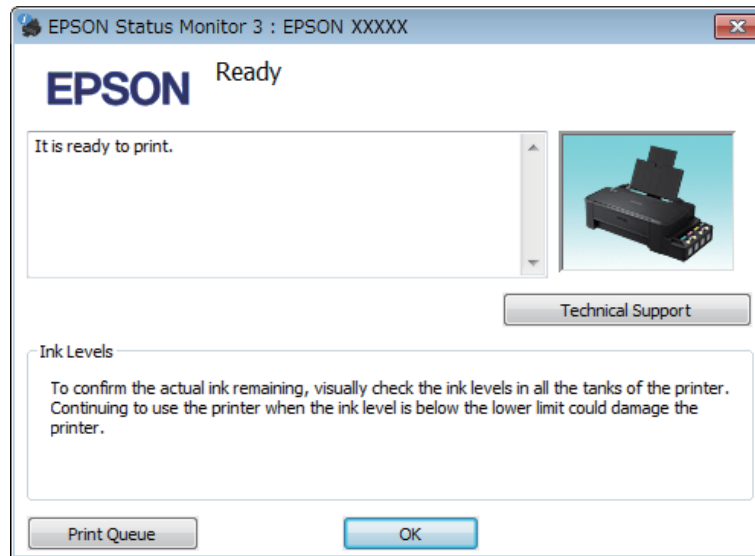 EPSON Status Monitor 3 : EPSON XXXXX
EPSON
Ready
It is ready to print.
Technical Support
Ink Levels
To confirm the actual ink remaining, visually check the ink levels in all the tanks of the printer.
Continuing to use the printer when the ink level is below the lower limit could damage the
printer.
Print Queue
OK